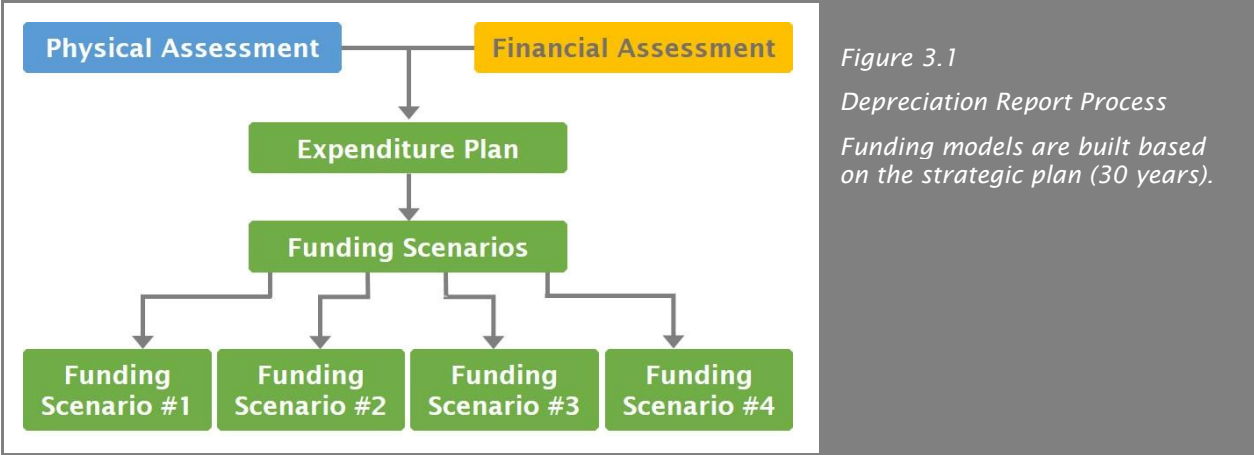 Physical Assessment
Financial Assessment
Expenditure Plan
Funding Scenarios
Funding
Scenario #1
Funding
Scenario #2
Funding
Scenario #3
Funding
Scenario #4
Figure 3.1
Depreciation Report Process
Funding models are built based
on the strategic plan (30 years).